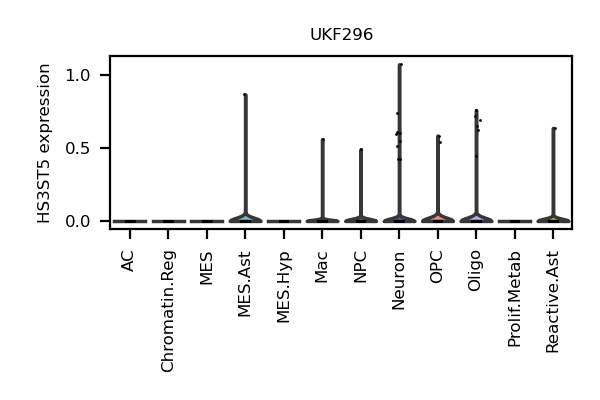 UKF296
HS3ST5 expression
1.0
0.5
0.0
AC
Chromatin.Reg
MES
MES.Ast
MES.Hyp
Mac
NPC
Neuron
OPC
Oligo
Prolif.Metab
Reactive.Ast